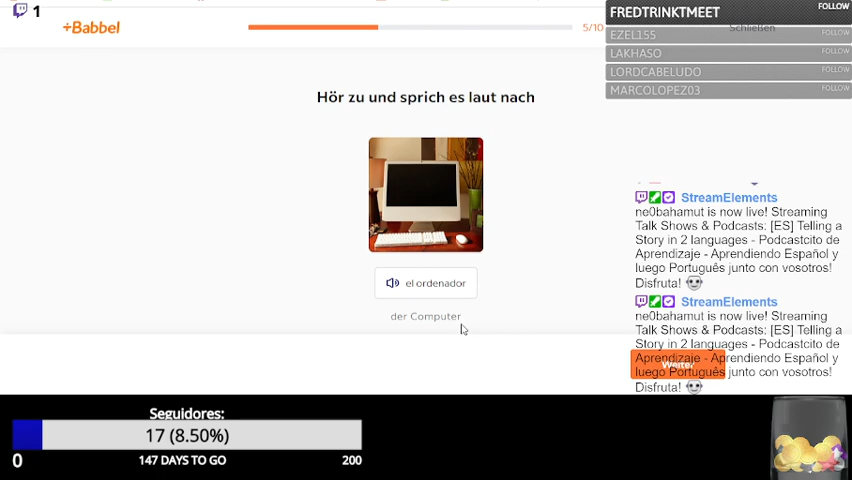 1
+Babbel
5/10
Schließen
FREDTRINKTMEET FOLLOW
EZEL155 FOLLOW
LAKHASO FOLLOW
LORDCABELUDO FOLLOW
MARCOLOPEZ03 FOLLOW
Hör zu und sprich es laut nach
el ordenador
der Computer
StreamElements
ne0bahamut is now live! Streaming
Talk Shows & Podcasts: [ES] Telling a
Story in 2 languages - Podcastcito de
Aprendizaje - Aprendiendo Español y
luego Português junto con vosotros!
Disfruta!
StreamElements
ne0bahamut is now live! Streaming
Talk Shows & Podcasts: [ES] Telling a
Story in 2 languages - Podcastcito de
Aprendizaje - Aprendiendo Español y
luego Português junto con vosotros!
Disfruta!
Weiter
Seguidores:
17 (8.50%)
0 147 DAYS TO GO 200